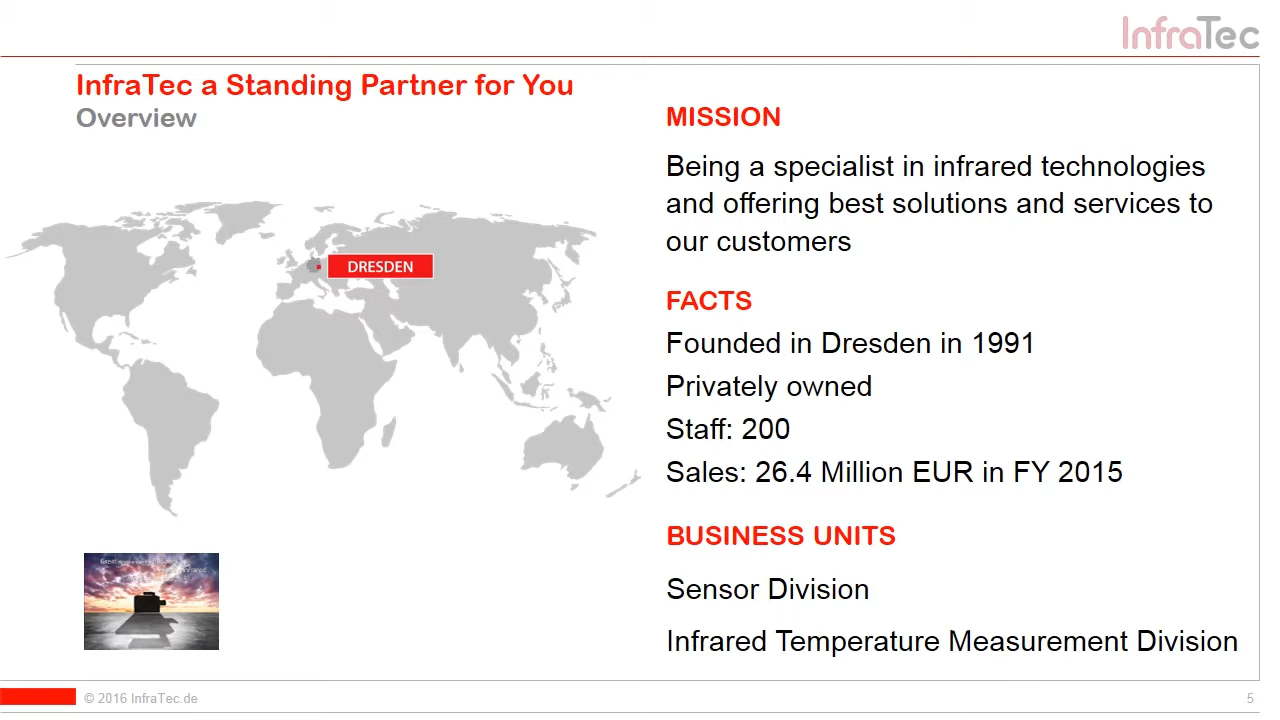 InfraTec
InfraTec a Standing Partner for You
Overview
DRESDEN
MISSION
Being a specialist in infrared technologies
and offering best solutions and services to
our customers
FACTS
Founded in Dresden in 1991
Privately owned
Staff: 200
Sales: 26.4 Million EUR in FY 2015
BUSINESS UNITS
Sensor Division
Infrared Temperature Measurement Division
Great
infrared
© 2016 InfraTec.de
5